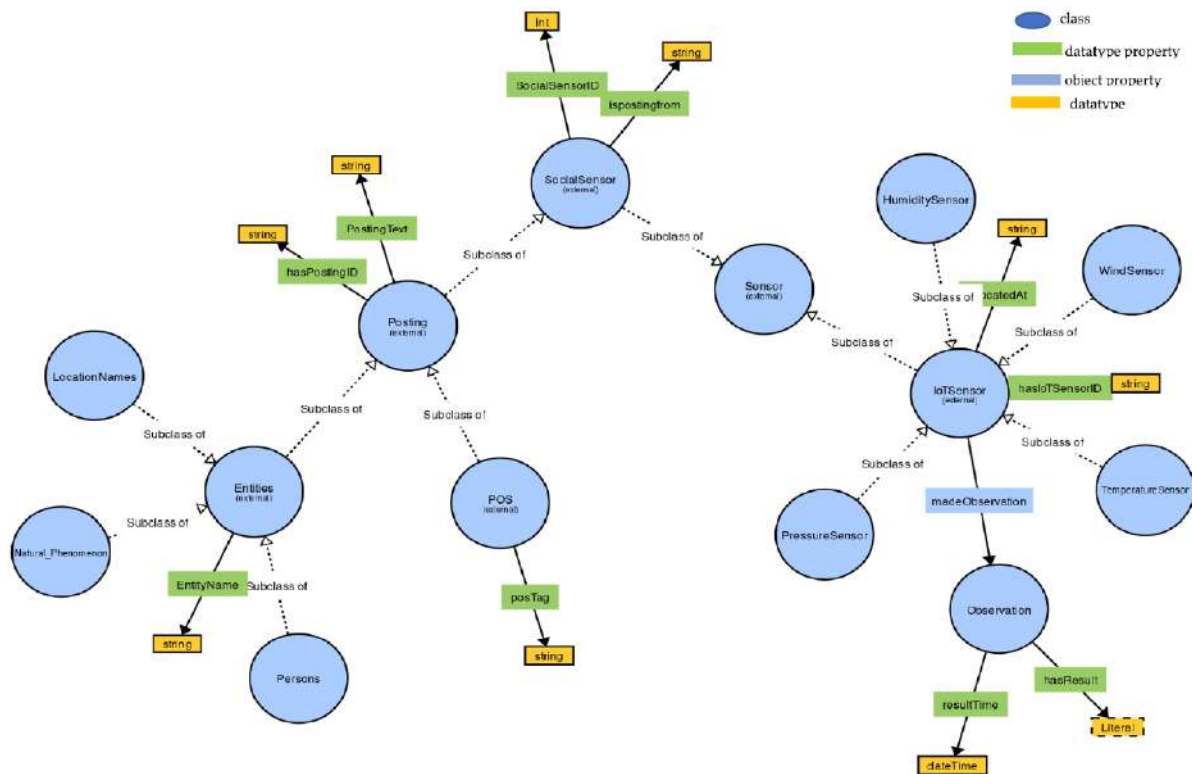 int
class
string
datatype property
SocialSensorID
object property
ispostingfrom
datatype
string
SocialSensor
(external)
HumiditySensor
string
PostingText
string
Subclass of
Subclass of
WindSensor
hasPostingID
Sensor
(external)
Subclass of
catedAt
Posting
(external)
Subclass of
Subclass of
LocationNames
IoTSensor
(external)
hasIoTSensorID
string
Subclass of
Subclass of
Subclass of
Subclass of
Subclass of
Entities
(external)
POS
(external)
madeObservation
TemperatureSensor
Subclass of
PressureSensor
Natural_Phenomenon
EntityName
Subclass of
posTag
Observation
string
string
Persons
hasResult
resultTime
Literal
dateTime